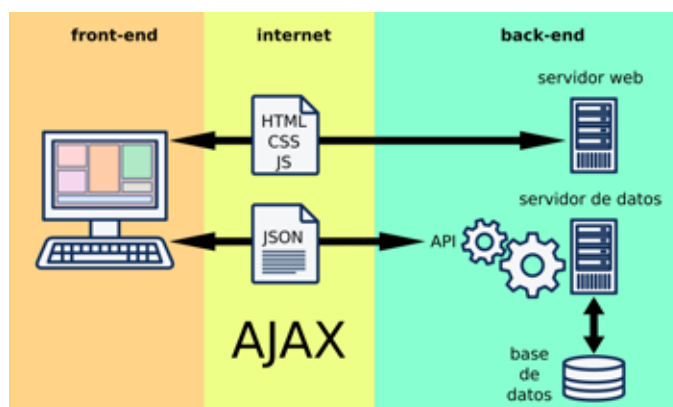 front-end
internet
back-end
servidor web
HTML
CSS
JS
servidor de datos
JSON
API
AJAX
base
de
datos